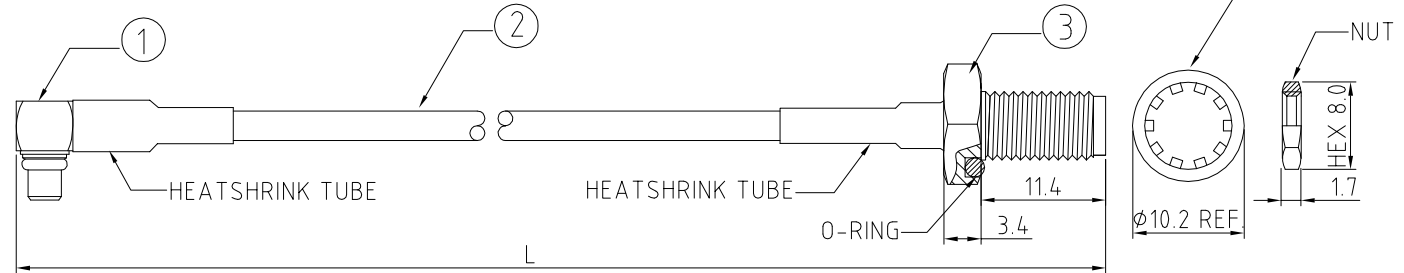 1
2
3
NUT
HEX 8.0
HEATSHRINK TUBE
HEATSHRINK TUBE
O-RING
11.4
3.4
1.7
Ø10.2 REF.
L